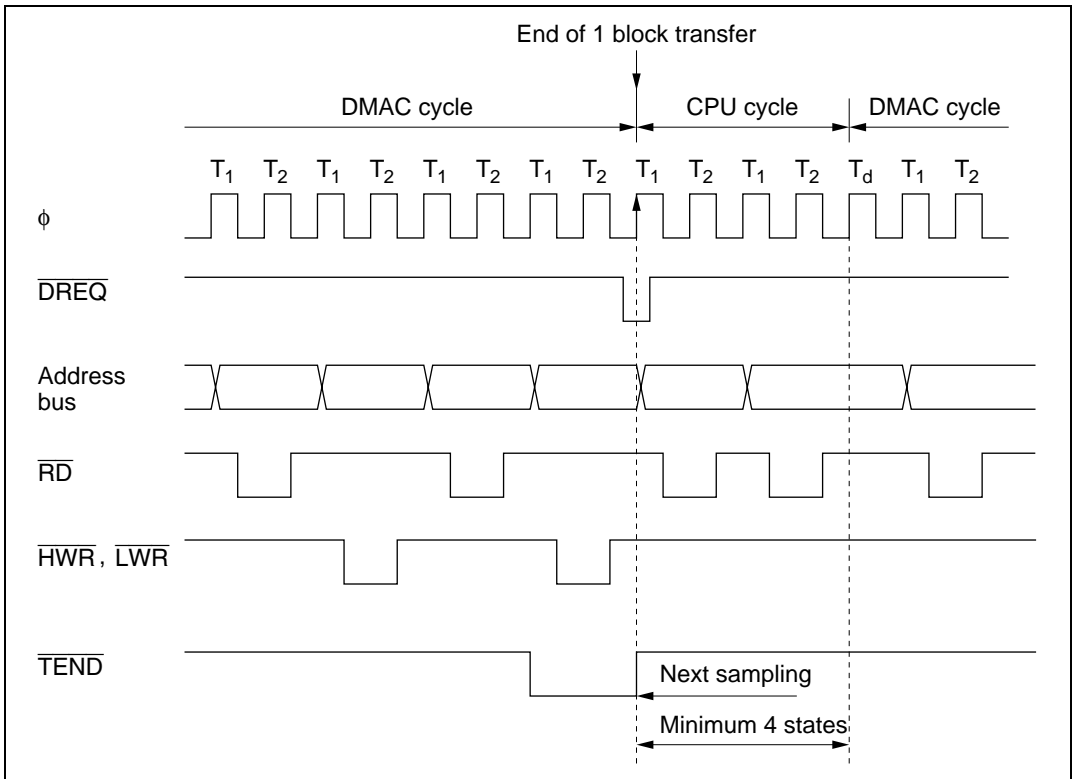 End of 1 block transfer
DMAC cycle CPU cycle DMAC cycle
T1 T2 T1 T2 T1 T2 T1 T2 T1 T2 T1 T2 Td T1 T2
φ
DREQ
Address
bus
RD
HWR, LWR
TEND
Next sampling
Minimum 4 states